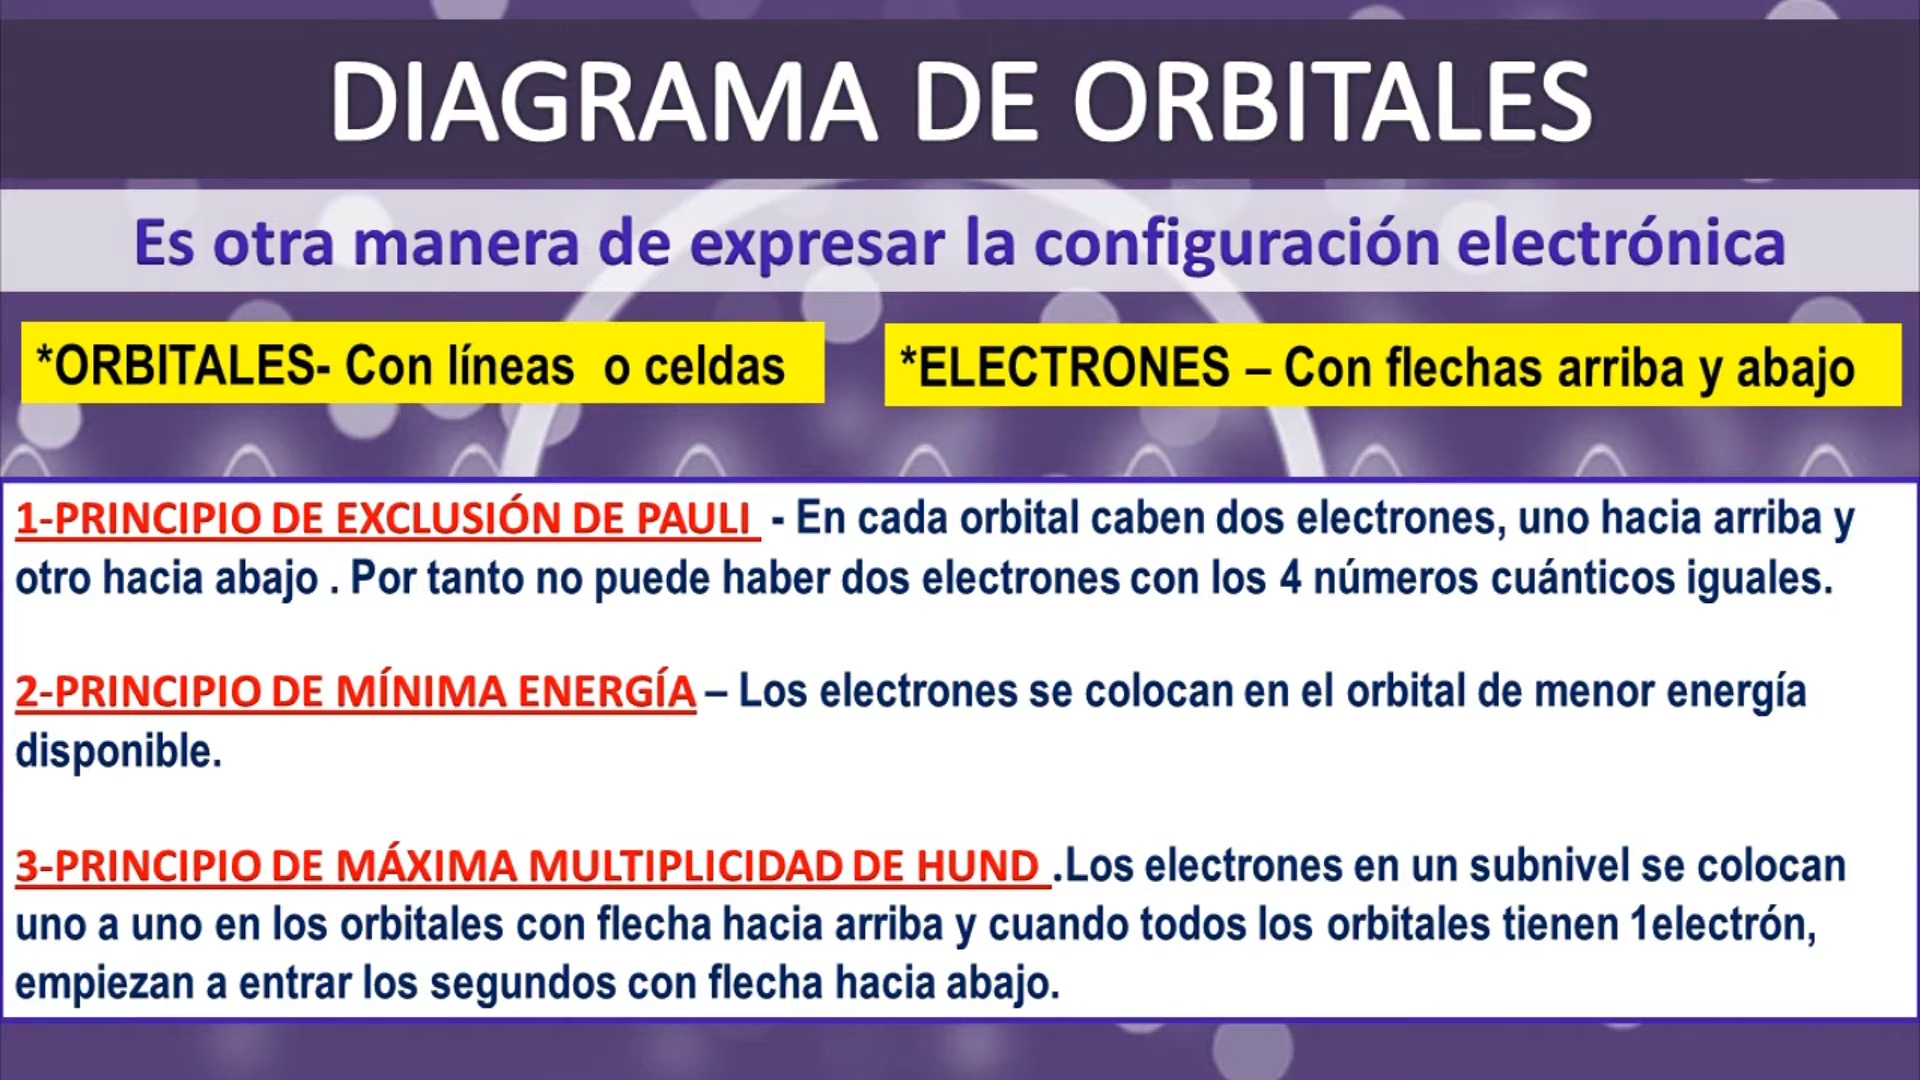 DIAGRAMA DE ORBITALES
Es otra manera de expresar la configuración electrónica
*ORBITALES- Con líneas o celdas
*ELECTRONES – Con flechas arriba y abajo
1-PRINCIPIO DE EXCLUSIÓN DE PAULI - En cada orbital caben dos electrones, uno hacia arriba y
otro hacia abajo . Por tanto no puede haber dos electrones con los 4 números cuánticos iguales.
2-PRINCIPIO DE MÍNIMA ENERGÍA – Los electrones se colocan en el orbital de menor energía
disponible.
3-PRINCIPIO DE MÁXIMA MULTIPLICIDAD DE HUND .Los electrones en un subnivel se colocan
uno a uno en los orbitales con flecha hacia arriba y cuando todos los orbitales tienen 1electrón,
empiezan a entrar los segundos con flecha hacia abajo.